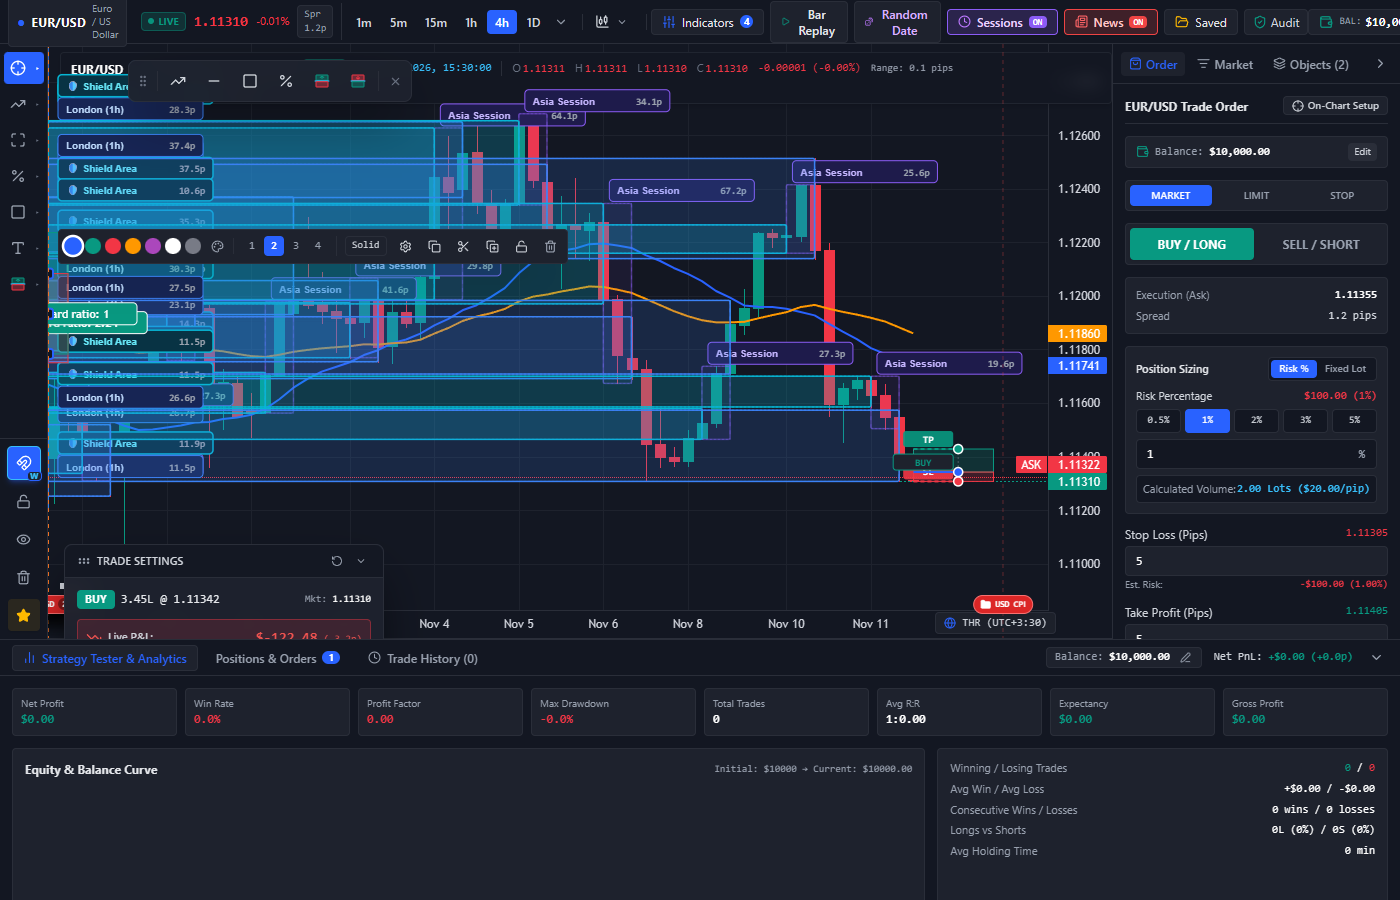 EUR/USD
Euro / US Dollar
LIVE
1.11310 -0.01%
Spr 1.2p
1m 5m 15m 1h 4h 1D
Indicators 4
Bar Replay
Random Date
Sessions ON
News ON
Saved
Audit
BAL: $10,0
EUR/USD
026, 15:30:00
O 1.11311 H 1.11311 L 1.11310 C 1.11310 -0.00001 (-0.00%) Range: 0.1 pips
Shield Ar
London (1h) 28.3p
London (1h) 37.4p
Shield Area 37.5p
Shield Area 10.6p
Shield Area 35.3p
1 2 3 4 Solid
London (1h) 30.3p
London (1h) 27.5p
23.1p
ard ratio: 1
Shield Area 11.5p
Shield Area
London (1h) 26.6p
27.3p
Shield Area 11.9p
London (1h) 11.5p
Asia Session 34.1p
Asia Session 64.1p
Asia Session 67.2p
Asia Session 25.6p
Asia Session 29.8p
Asia Session 41.6p
Asia Session 27.3p
Asia Session 19.6p
TP
BUY
1.12600
1.12400
1.12200
1.12000
1.11860
1.11800
1.11741
1.11600
ASK 1.11322
1.11310
1.11200
1.11000
TRADE SETTINGS
BUY 3.45L @ 1.11342 Mkt: 1.11310
Live P&L: $-122.48
USD CPI
Nov 4 Nov 5 Nov 6 Nov 8 Nov 10 Nov 11
THR (UTC+3:30)
W
Order Market Objects (2)
EUR/USD Trade Order
On-Chart Setup
Balance: $10,000.00 Edit
MARKET LIMIT STOP
BUY / LONG SELL / SHORT
Execution (Ask) 1.11355
Spread 1.2 pips
Position Sizing Risk % Fixed Lot
Risk Percentage $100.00 (1%)
0.5% 1% 2% 3% 5%
1 %
Calculated Volume: 2.00 Lots ($20.00/pip)
Stop Loss (Pips) 1.11305
5
Est. Risk: -$100.00 (1.00%)
Take Profit (Pips) 1.11405
Strategy Tester & Analytics
Positions & Orders 1
Trade History (0)
Balance: $10,000.00
Net PnL: +$0.00 (+0.0p)
Net Profit
$0.00
Win Rate
0.0%
Profit Factor
0.00
Max Drawdown
-0.0%
Total Trades
0
Avg R:R
1:0.00
Expectancy
$0.00
Gross Profit
$0.00
Equity & Balance Curve
Initial: $10000 → Current: $10000.00
Winning / Losing Trades 0 / 0
Avg Win / Avg Loss +$0.00 / -$0.00
Consecutive Wins / Losses 0 wins / 0 losses
Longs vs Shorts 0L (0%) / 0S (0%)
Avg Holding Time 0 min